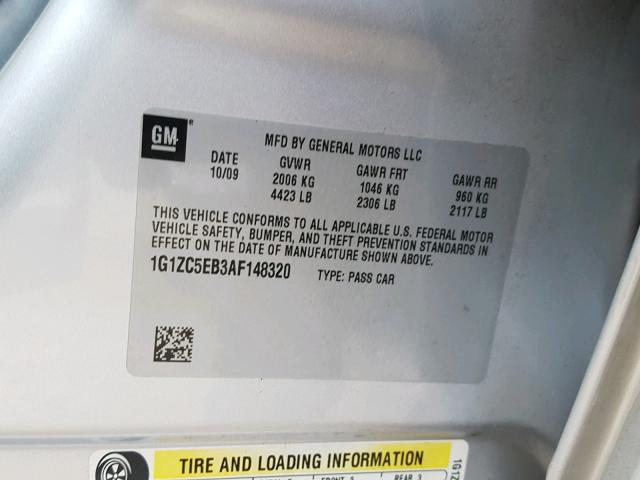 GM ® MFD BY GENERAL MOTORS LLC
DATE GVWR GAWR FRT GAWR RR
10/09 2006 KG 1046 KG 960 KG
4423 LB 2306 LB 2117 LB
THIS VEHICLE CONFORMS TO ALL APPLICABLE U.S. FEDERAL MOTOR
VEHICLE SAFETY, BUMPER, AND THEFT PREVENTION STANDARDS IN
EFFECT ON THE DATE OF MANUFACTURE SHOWN ABOVE.
1G1ZC5EB3AF148320 TYPE: PASS CAR
TIRE AND LOADING INFORMATION
1G1Z